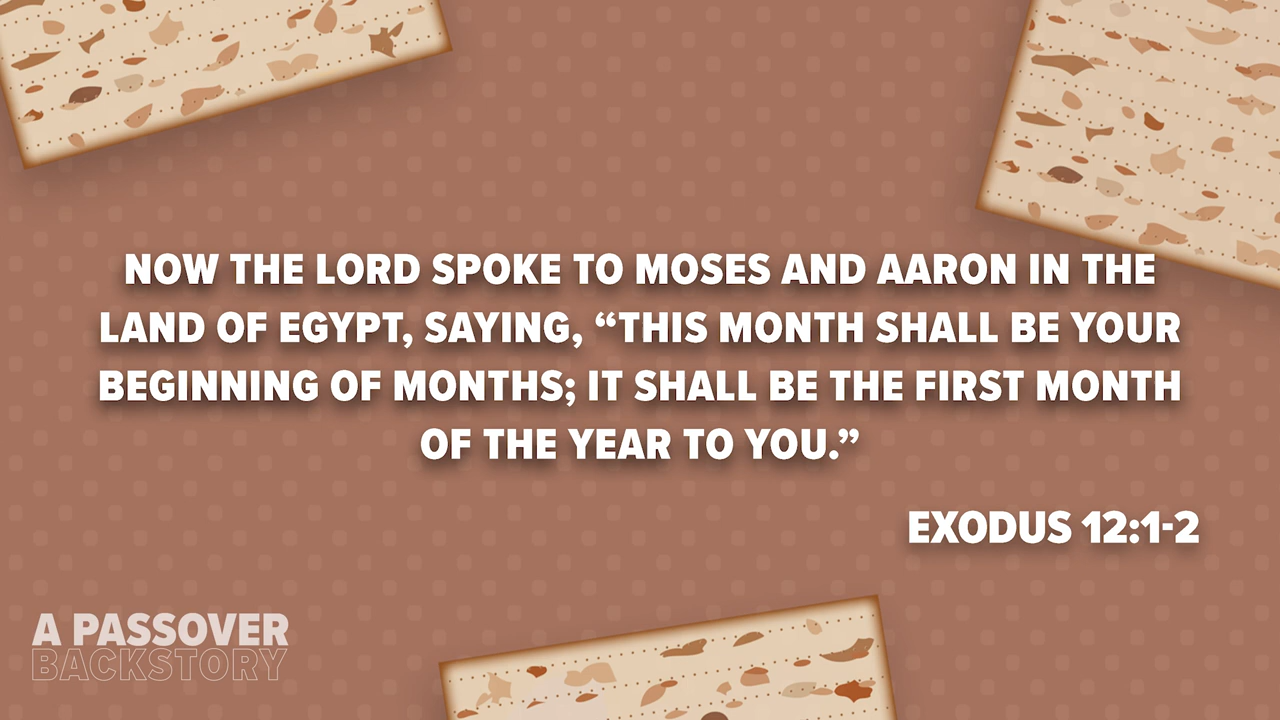 NOW THE LORD SPOKE TO MOSES AND AARON IN THE
LAND OF EGYPT, SAYING, “THIS MONTH SHALL BE YOUR
BEGINNING OF MONTHS; IT SHALL BE THE FIRST MONTH
OF THE YEAR TO YOU.”
EXODUS 12:1-2
A PASSOVER
BACKSTORY